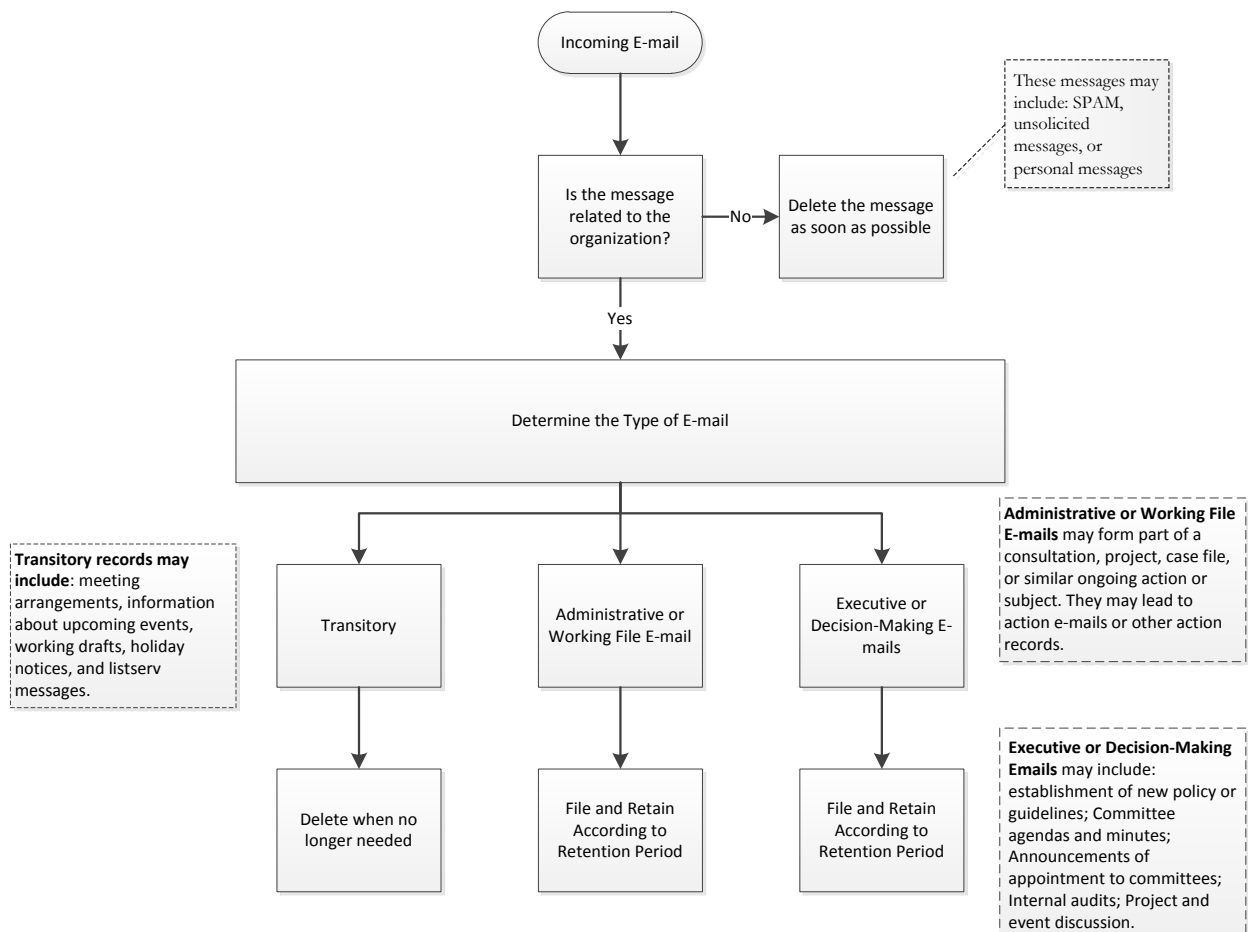 Incoming E-mail
These messages may
include: SPAM,
unsolicited
messages, or
personal messages
Is the message
related to the
organization?
No
Delete the message
as soon as possible
Yes
Determine the Type of E-mail
Transitory records may
include: meeting
arrangements, information
about upcoming events,
working drafts, holiday
notices, and listserv
messages.
Transitory
Administrative or
Working File E-mail
Executive or
Decision-Making E-
mails
Administrative or Working File
E-mails may form part of a
consultation, project, case file,
or similar ongoing action or
subject. They may lead to
action e-mails or other action
records.
Delete when no
longer needed
File and Retain
According to
Retention Period
File and Retain
According to
Retention Period
Executive or Decision-Making
Emails may include:
establishment of new policy or
guidelines; Committee
agendas and minutes;
Announcements of
appointment to committees;
Internal audits; Project and
event discussion.